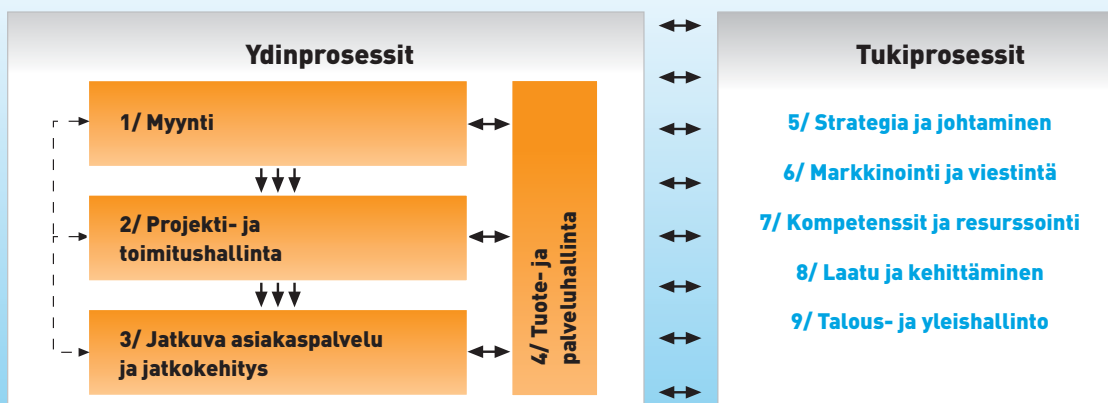 Ydinprosessit
1/ Myynti
2/ Projekti- ja
toimitushallinta
3/ Jatkuva asiakaspalvelu
ja jatkokehitys
4/ Tuote- ja
palveluhallinta
Tukiprosessit
5/ Strategia ja johtaminen
6/ Markkinointi ja viestintä
7/ Kompetenssit ja resurssointi
8/ Laatu ja kehittäminen
9/ Talous- ja yleishallinto